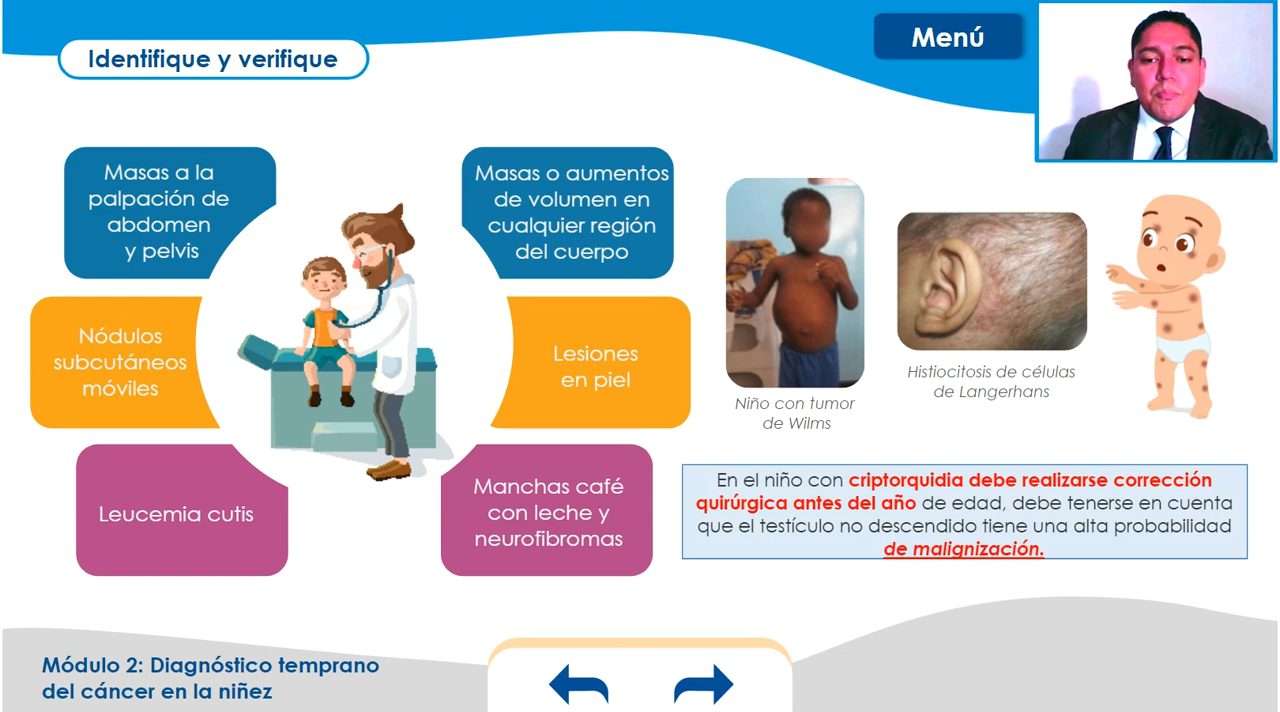 Menú
Identifique y verifique
Masas a la
palpación de
abdomen
y pelvis
Masas o aumentos
de volumen en
cualquier región
del cuerpo
Nódulos
subcutáneos
móviles
Lesiones
en piel
Leucemia cutis
Manchas café
con leche y
neurofibromas
Niño con tumor
de Wilms
Histiocitosis de células
de Langerhans
En el niño con criptorquidia debe realizarse corrección
quirúrgica antes del año de edad, debe tenerse en cuenta
que el testículo no descendido tiene una alta probabilidad
de malignización.
Módulo 2: Diagnóstico temprano
del cáncer en la niñez